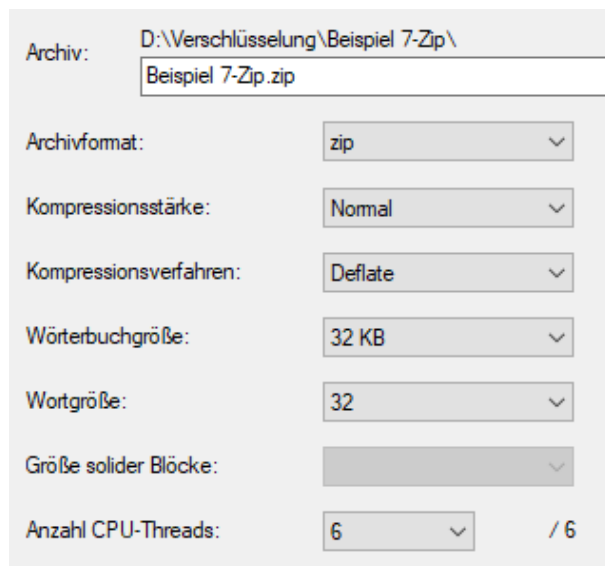 D:\Verschlüsselung\Beispiel 7-Zip\
Archiv:
Beispiel 7-Zip.zip
Archivformat: zip
Kompressionsstärke: Normal
Kompressionsverfahren: Deflate
Wörterbuchgröße: 32 KB
Wortgröße: 32
Größe solider Blöcke:
Anzahl CPU-Threads: 6 / 6